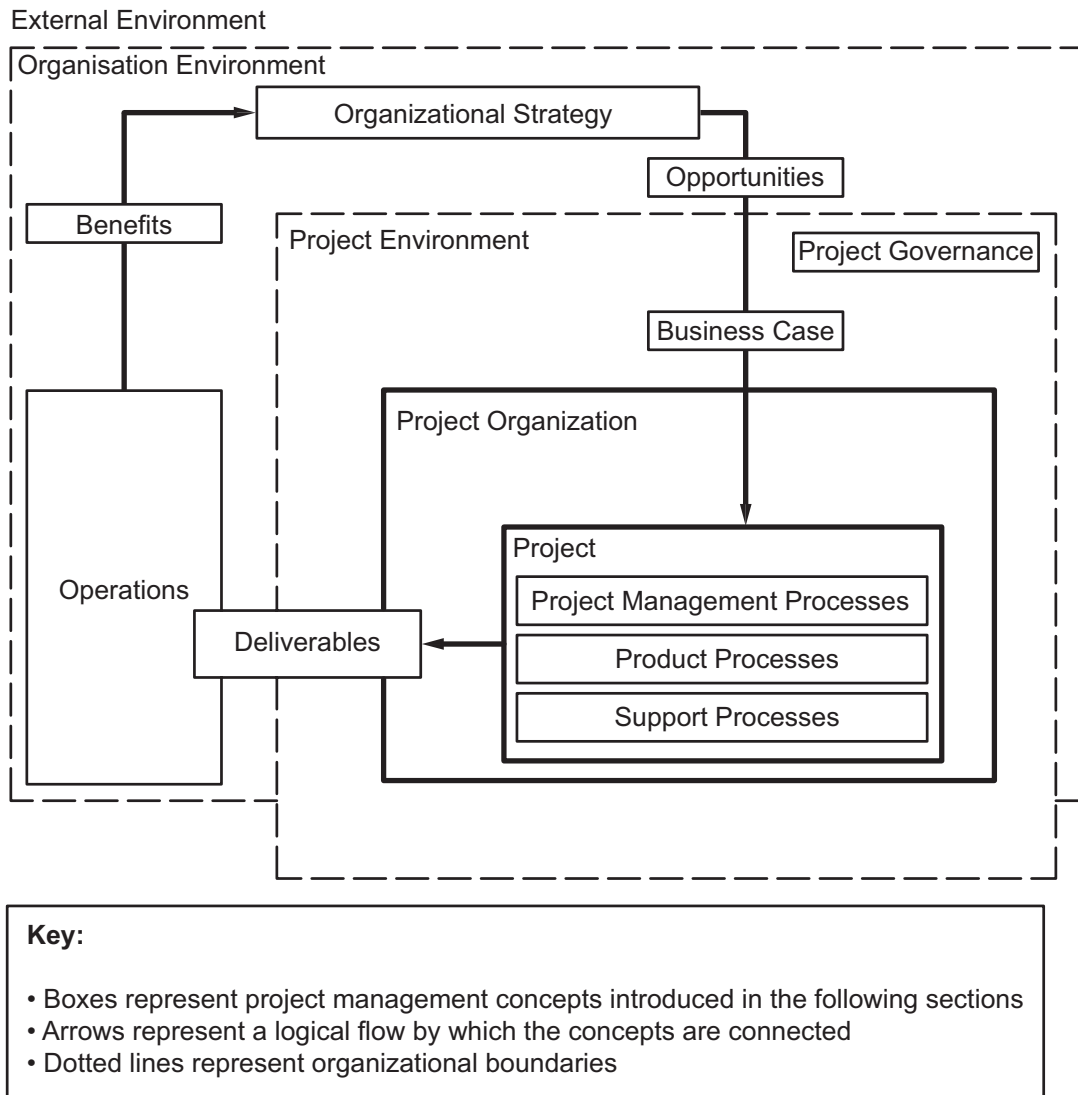 External Environment
Organisation Environment
Organizational Strategy
Opportunities
Benefits
Project Environment
Project Governance
Business Case
Project Organization
Project
Operations
Project Management Processes
Deliverables
Product Processes
Support Processes
Key:
• Boxes represent project management concepts introduced in the following sections
• Arrows represent a logical flow by which the concepts are connected
• Dotted lines represent organizational boundaries